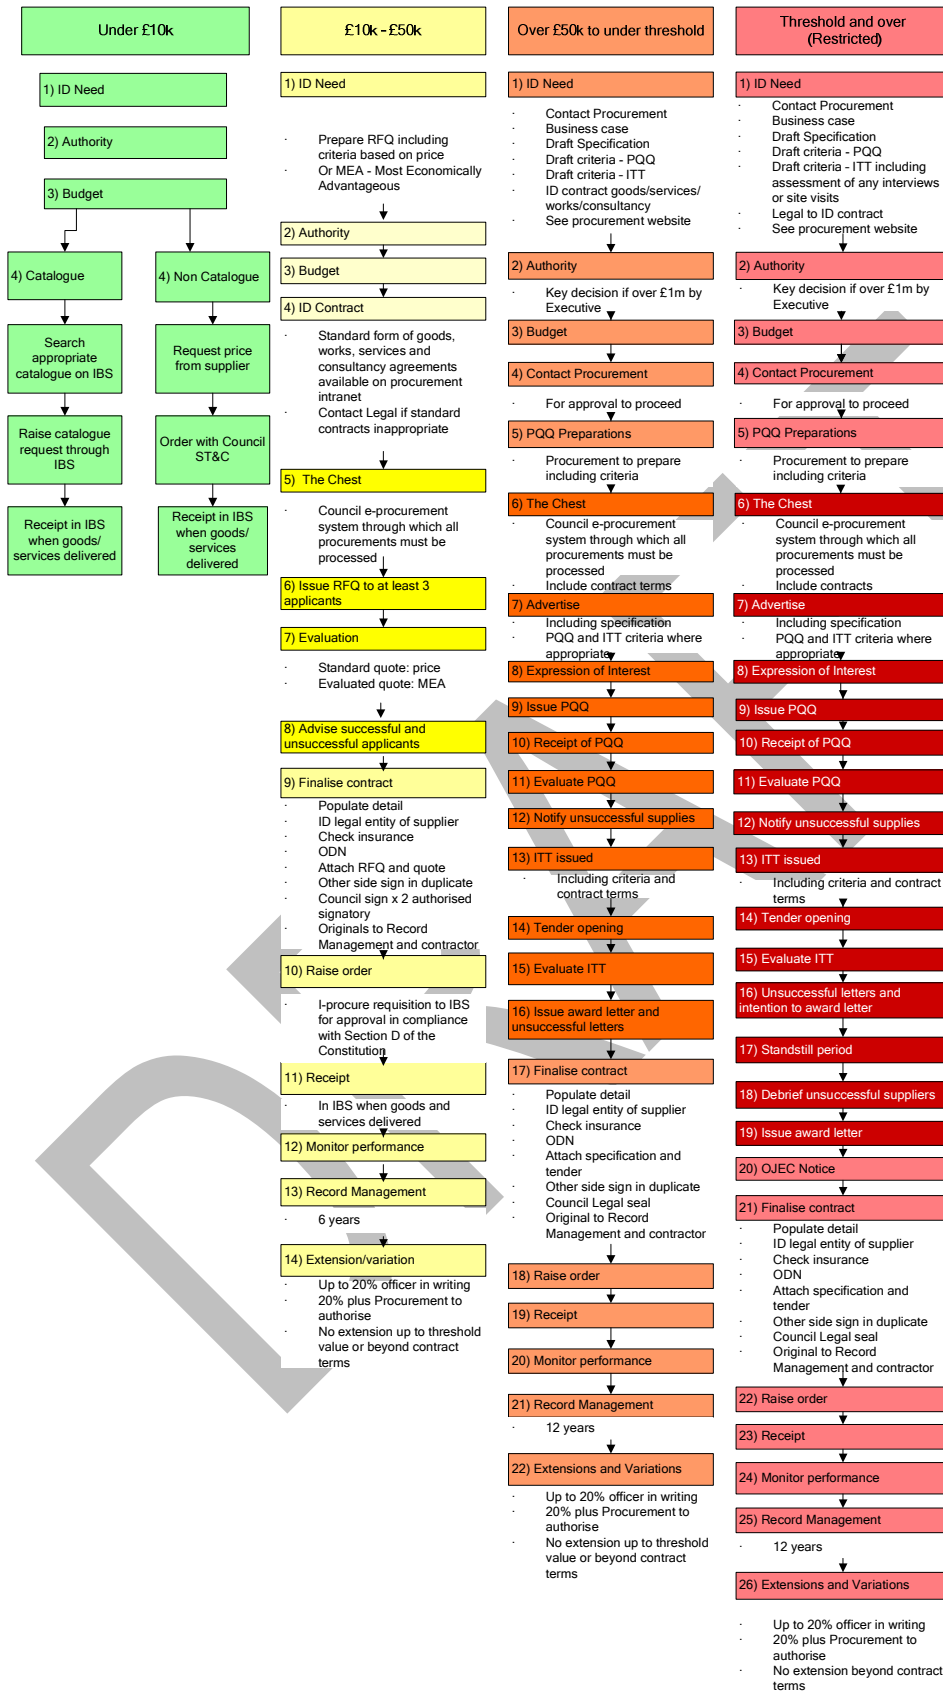 Under £10k
1) ID Need
2) Authority
3) Budget
4) Catalogue
4) Non Catalogue
Search
appropriate
catalogue on IBS
Request price
from supplier
Raise catalogue
request through
IBS
Order with Council
ST&C
Receipt in IBS
when goods/
services delivered
Receipt in IBS
when goods/
services
delivered
£10k - £50k
1) ID Need
· Prepare RFQ including
criteria based on price
· Or MEA - Most Economically
Advantageous
2) Authority
3) Budget
4) ID Contract
· Standard form of goods,
works, services and
consultancy agreements
available on procurement
intranet
· Contact Legal if standard
contracts inappropriate
5) The Chest
· Council e-procurement
system through which all
procurements must be
processed
6) Issue RFQ to at least 3
applicants
7) Evaluation
· Standard quote: price
· Evaluated quote: MEA
8) Advise successful and
unsuccessful applicants
9) Finalise contract
· Populate detail
· ID legal entity of supplier
· Check insurance
· ODN
· Attach RFQ and quote
· Other side sign in duplicate
· Council sign x 2 authorised
signatory
· Originals to Record
Management and contractor
10) Raise order
· I-procure requisition to IBS
for approval in compliance
with Section D of the
Constitution
11) Receipt
· In IBS when goods and
services delivered
12) Monitor performance
13) Record Management
· 6 years
14) Extension/variation
· Up to 20% officer in writing
· 20% plus Procurement to
authorise
· No extension up to threshold
value or beyond contract
terms
Over £50k to under threshold
1) ID Need
· Contact Procurement
· Business case
· Draft Specification
· Draft criteria - PQQ
· Draft criteria - ITT
· ID contract goods/services/
works/consultancy
· See procurement website
2) Authority
· Key decision if over £1m by
Executive
3) Budget
4) Contact Procurement
· For approval to proceed
5) PQQ Preparations
· Procurement to prepare
including criteria
6) The Chest
· Council e-procurement
system through which all
procurements must be
processed
· Include contract terms
7) Advertise
· Including specification
· PQQ and ITT criteria where
appropriate
8) Expression of Interest
9) Issue PQQ
10) Receipt of PQQ
11) Evaluate PQQ
12) Notify unsuccessful supplies
13) ITT issued
· Including criteria and
contract terms
14) Tender opening
15) Evaluate ITT
16) Issue award letter and
unsuccessful letters
17) Finalise contract
· Populate detail
· ID legal entity of supplier
· Check insurance
· ODN
· Attach specification and
tender
· Other side sign in duplicate
· Council Legal seal
· Original to Record
Management and contractor
18) Raise order
19) Receipt
20) Monitor performance
21) Record Management
· 12 years
22) Extensions and Variations
· Up to 20% officer in writing
· 20% plus Procurement to
authorise
· No extension up to threshold
value or beyond contract
terms
Threshold and over
(Restricted)
1) ID Need
· Contact Procurement
· Business case
· Draft Specification
· Draft criteria - PQQ
· Draft criteria - ITT including
assessment of any interviews
or site visits
· Legal to ID contract
· See procurement website
2) Authority
· Key decision if over £1m by
Executive
3) Budget
4) Contact Procurement
· For approval to proceed
5) PQQ Preparations
· Procurement to prepare
including criteria
6) The Chest
· Council e-procurement
system through which all
procurements must be
processed
· Include contracts
7) Advertise
· Including specification
· PQQ and ITT criteria where
appropriate
8) Expression of Interest
9) Issue PQQ
10) Receipt of PQQ
11) Evaluate PQQ
12) Notify unsuccessful supplies
13) ITT issued
· Including criteria and contract
terms
14) Tender opening
15) Evaluate ITT
16) Unsuccessful letters and
intention to award letter
17) Standstill period
18) Debrief unsuccessful suppliers
19) Issue award letter
20) OJEC Notice
21) Finalise contract
· Populate detail
· ID legal entity of supplier
· Check insurance
· ODN
· Attach specification and
tender
· Other side sign in duplicate
· Council Legal seal
· Original to Record
Management and contractor
22) Raise order
23) Receipt
24) Monitor performance
25) Record Management
· 12 years
26) Extensions and Variations
· Up to 20% officer in writing
· 20% plus Procurement to
authorise
· No extension beyond contract
terms